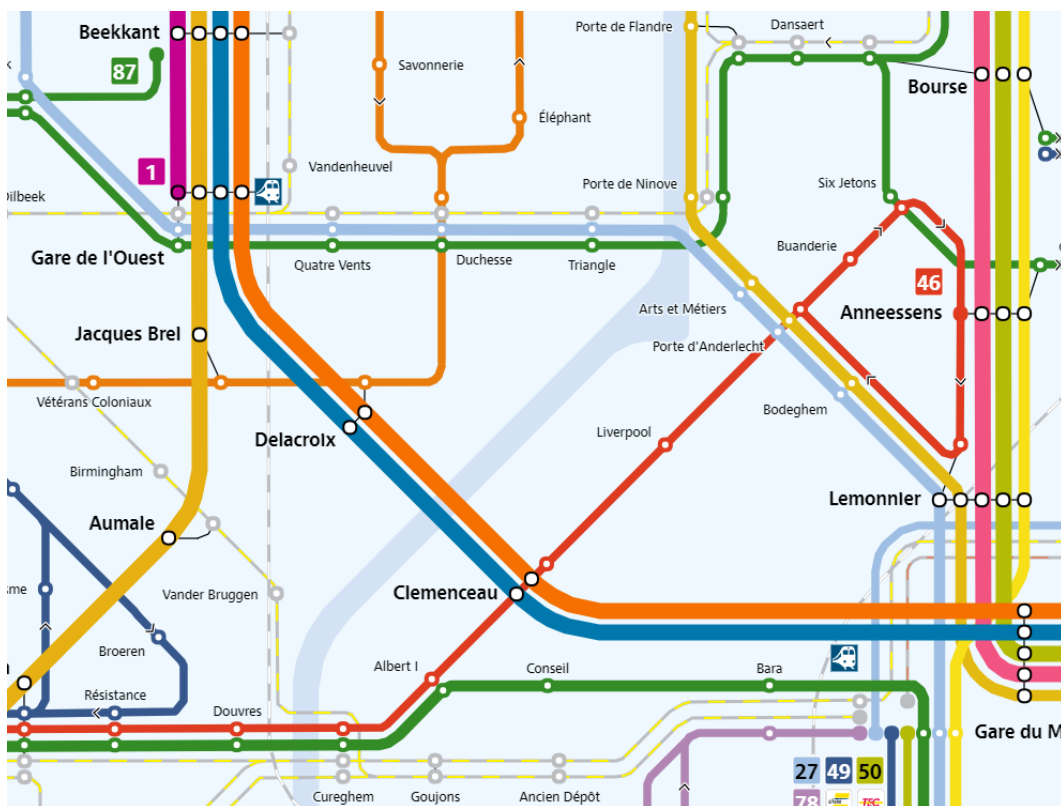 Porte de Flandre
Dansaert
Beekkant
87
Savonnerie
Bourse
Éléphant
1
Vandenheuvel
Porte de Ninove
Six Jetons
Gare de l'Ouest
Quatre Vents
Duchesse
Triangle
Buanderie
46
Arts et Métiers
Anneessens
Jacques Brel
Porte d'Anderlecht
Vétérans Coloniaux
Bodeghem
Delacroix
Liverpool
Birmingham
Lemonnier
Aumale
Clemenceau
Vander Bruggen
Broeren
Albert I
Conseil
Bara
Résistance
Douvres
Gare du M
27 49 50
78
TEC
Cureghem
Goujons
Ancien Dépôt